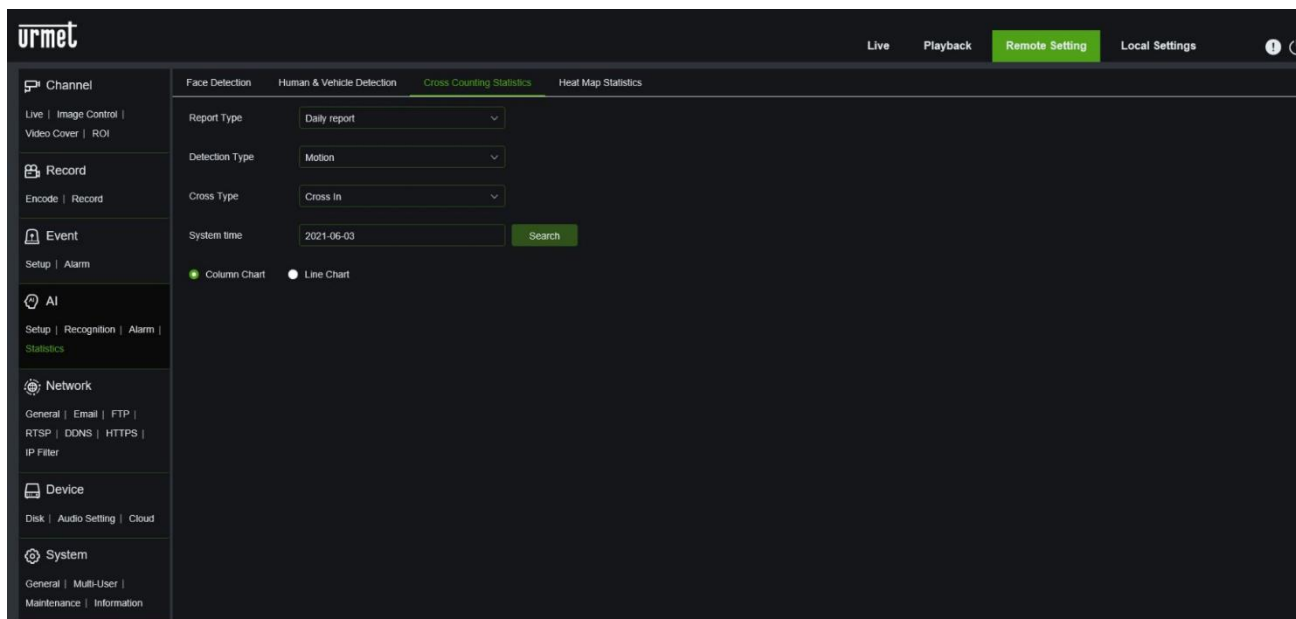 urmet
Live Playback Remote Setting Local Settings
Channel
Live | Image Control |
Video Cover | ROI
Record
Encode | Record
Event
Setup | Alarm
AI
Setup | Recognition | Alarm |
Statistics
Network
General | Email | FTP |
RTSP | DDNS | HTTPS |
IP Filter
Device
Disk | Audio Setting | Cloud
System
General | Multi-User |
Maintenance | Information
Face Detection Human & Vehicle Detection Cross Counting Statistics Heat Map Statistics
Report Type Daily report
Detection Type Motion
Cross Type Cross In
System time 2021-06-03 Search
Column Chart Line Chart